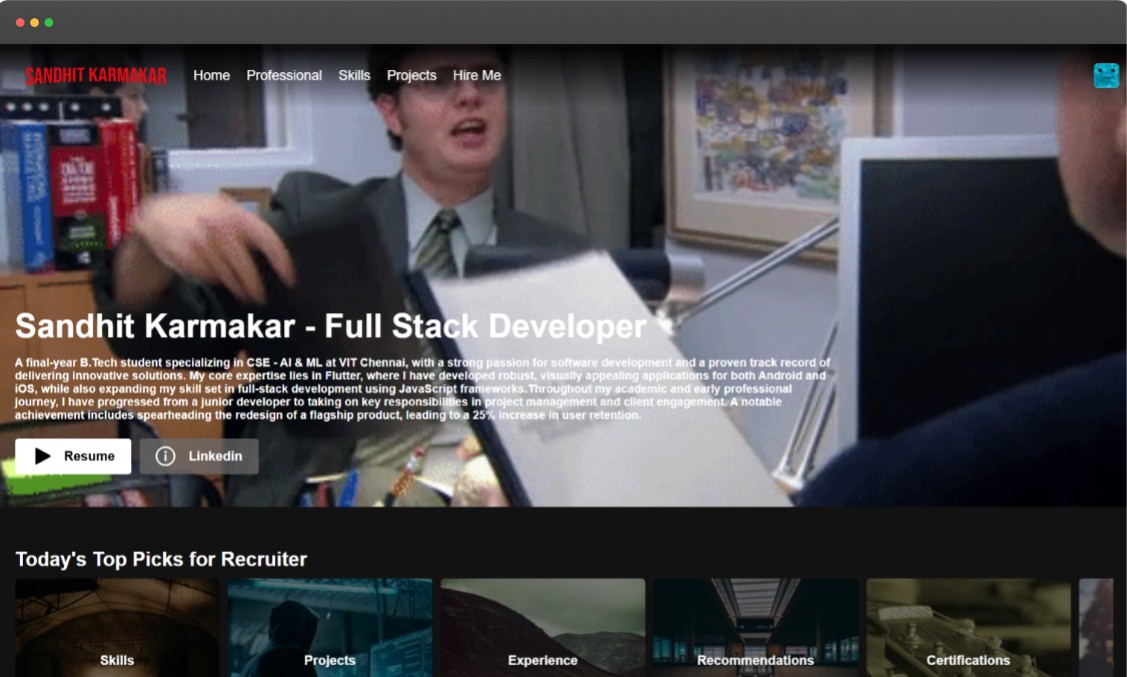 SANDHIT KARMAKAR Home Professional Skills Projects Hire Me
Sandhit Karmakar - Full Stack Developer
A final-year B.Tech student specializing in CSE - AI & ML at VIT Chennai, with a strong passion for software development and a proven track record of
delivering innovative solutions. My core expertise lies in Flutter, where I have developed robust, visually appealing applications for both Android and
iOS, while also expanding my skill set in full-stack development using JavaScript frameworks.Throughout my academic and early professional
journey, I have progressed from a junior developer to taking on key responsibilities in project management and client engagement. A notable
achievement includes spearheading the redesign of a flagship product, leading to a 25% increase in user retention.
Resume Linkedin
Today's Top Picks for Recruiter
Skills Projects Experience Recommendations Certifications